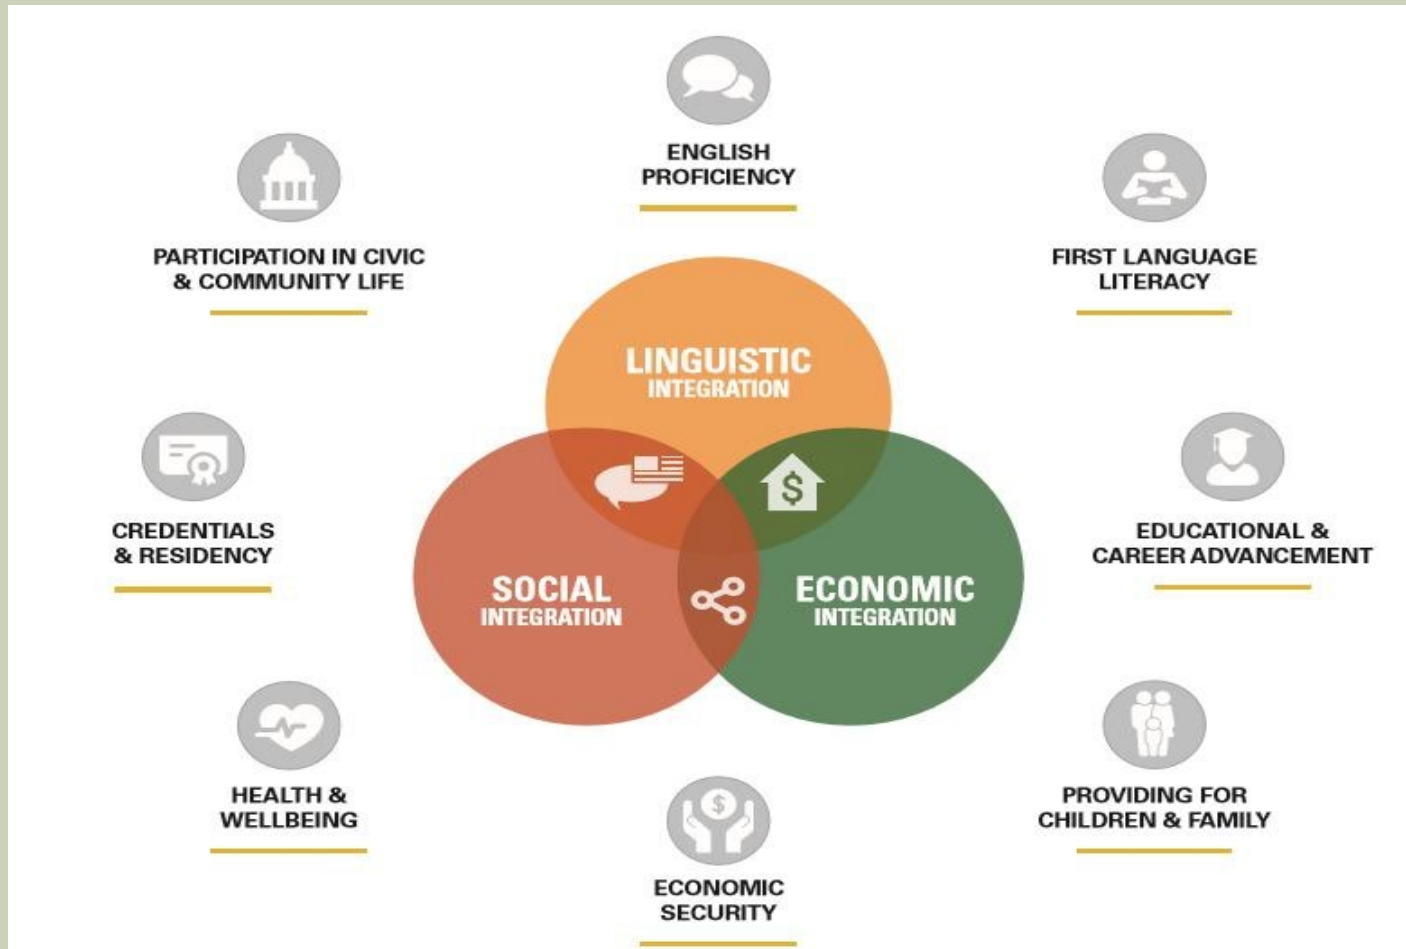 ENGLISH
PROFICIENCY
PARTICIPATION IN CIVIC
& COMMUNITY LIFE
FIRST LANGUAGE
LITERACY
LINGUISTIC
INTEGRATION
$
CREDENTIALS
& RESIDENCY
EDUCATIONAL &
CAREER ADVANCEMENT
SOCIAL
INTEGRATION
ECONOMIC
INTEGRATION
HEALTH &
WELLBEING
PROVIDING FOR
CHILDREN & FAMILY
$
ECONOMIC
SECURITY